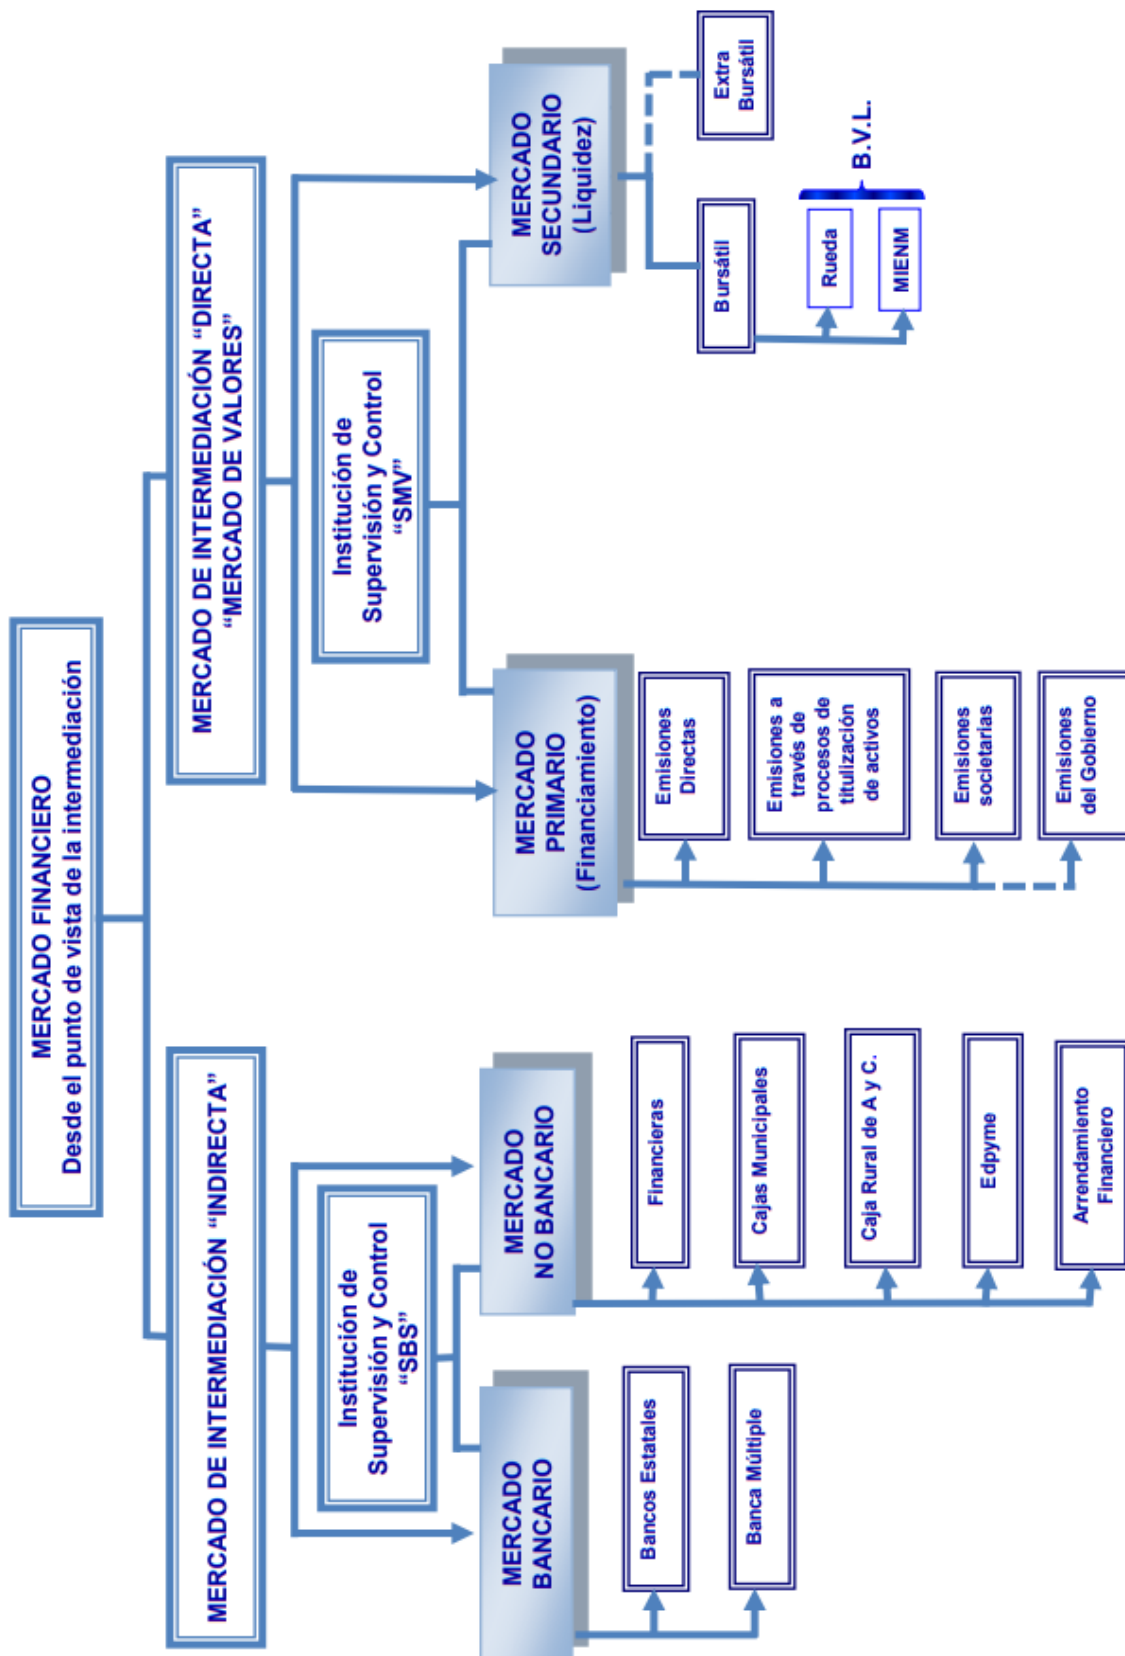 MERCADO FINANCIERO
Desde el punto de vista de la intermediación
MERCADO DE INTERMEDIACIÓN “INDIRECTA”
MERCADO DE INTERMEDIACIÓN “DIRECTA”
“MERCADO DE VALORES”
Institución de
Supervisión y Control
“SBS”
Institución de
Supervisión y Control
“SMV”
MERCADO
BANCARIO
MERCADO
NO BANCARIO
MERCADO
PRIMARIO
(Financiamiento)
MERCADO
SECUNDARIO
(Liquidez)
Bancos Estatales
Banca Múltiple
Financieras
Cajas Municipales
Caja Rural de A y C.
Edpyme
Arrendamiento
Financiero
Emisiones
Directas
Emisiones a
través de
procesos de
titulización
de activos
Emisiones
societarias
Emisiones
del Gobierno
Bursátil
Extra
Bursátil
Rueda
MIENM
B.V.L.